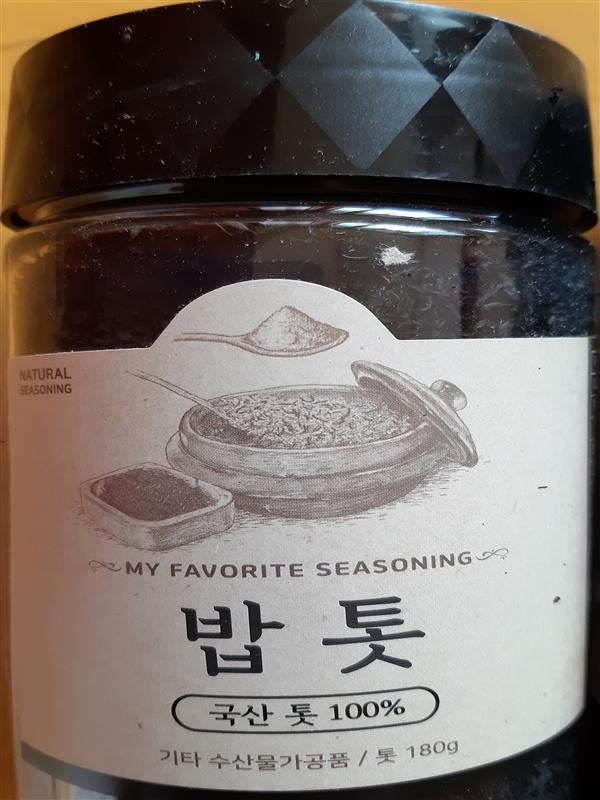 NATURAL
SEASONING
MY FAVORITE SEASONING
밥 톳
국산 톳 100%
기타 수산물가공품 / 톳 180g